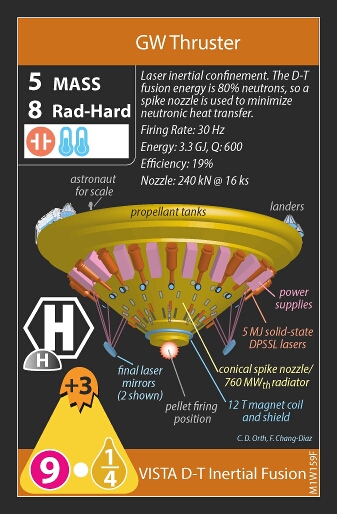 GW Thruster
5 MASS
8 Rad-Hard
Laser inertial confinement. The D-T
fusion energy is 80% neutrons, so a
spike nozzle is used to minimize
neutronic heat transfer.
Firing Rate: 30 Hz
Energy: 3.3 GJ, Q: 600
Efficiency: 19%
Nozzle: 240 kN @ 16 ks
astronaut
for scale
propellant tanks
landers
power
supplies
5 MJ solid-state
DPSSL lasers
H
H
final laser
mirrors
(2 shown)
conical spike nozzle/
760 MWth radiator
pellet firing
position
12 T magnet coil
and shield
C. D. Orth, F. Chang-Diaz
+3
9 • 1/4
VISTA D-T Inertial Fusion
M1W159F